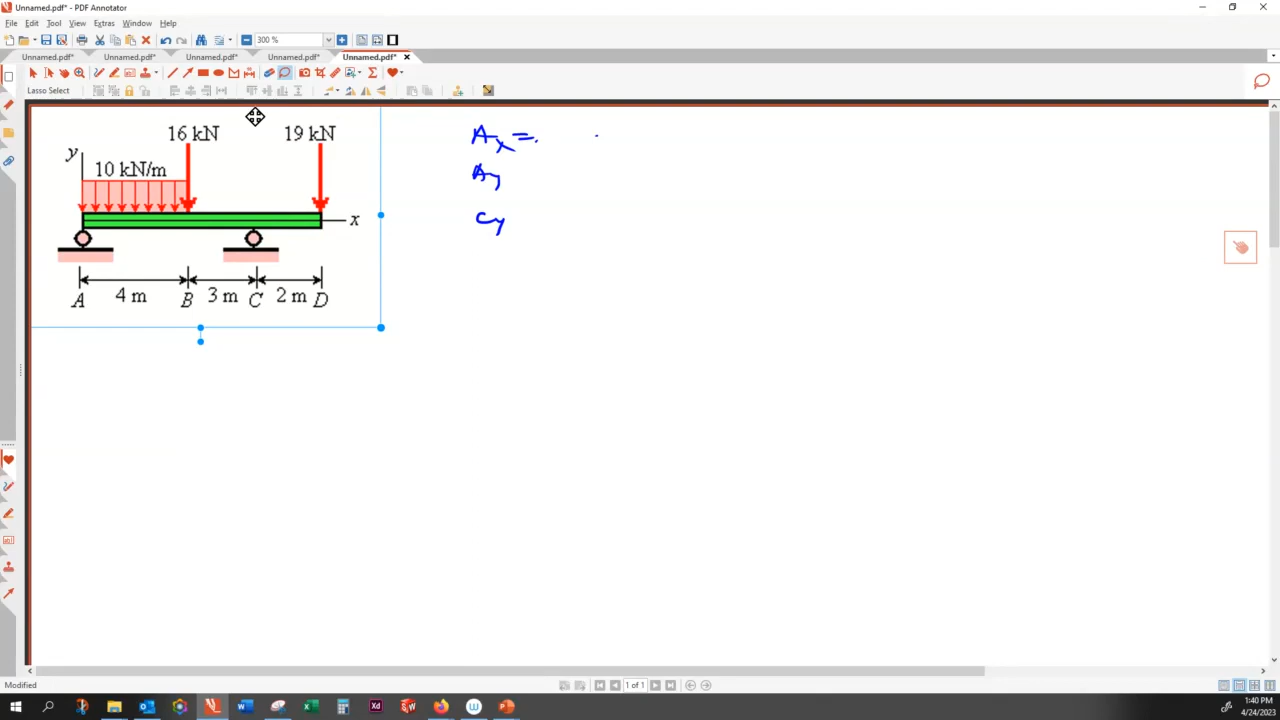 Unnamed.pdf* - PDF Annotator
File Edit Tool View Extras Window Help
300 %
Unnamed.pdf* Unnamed.pdf* Unnamed.pdf* Unnamed.pdf* Unnamed.pdf*
Lasso Select
16 kN 19 kN
y
10 kN/m
x
A 4 m B 3 m C 2 m D
Ax =
Ay
Cy
Modified
1 of 1
1:40 PM
4/24/2023